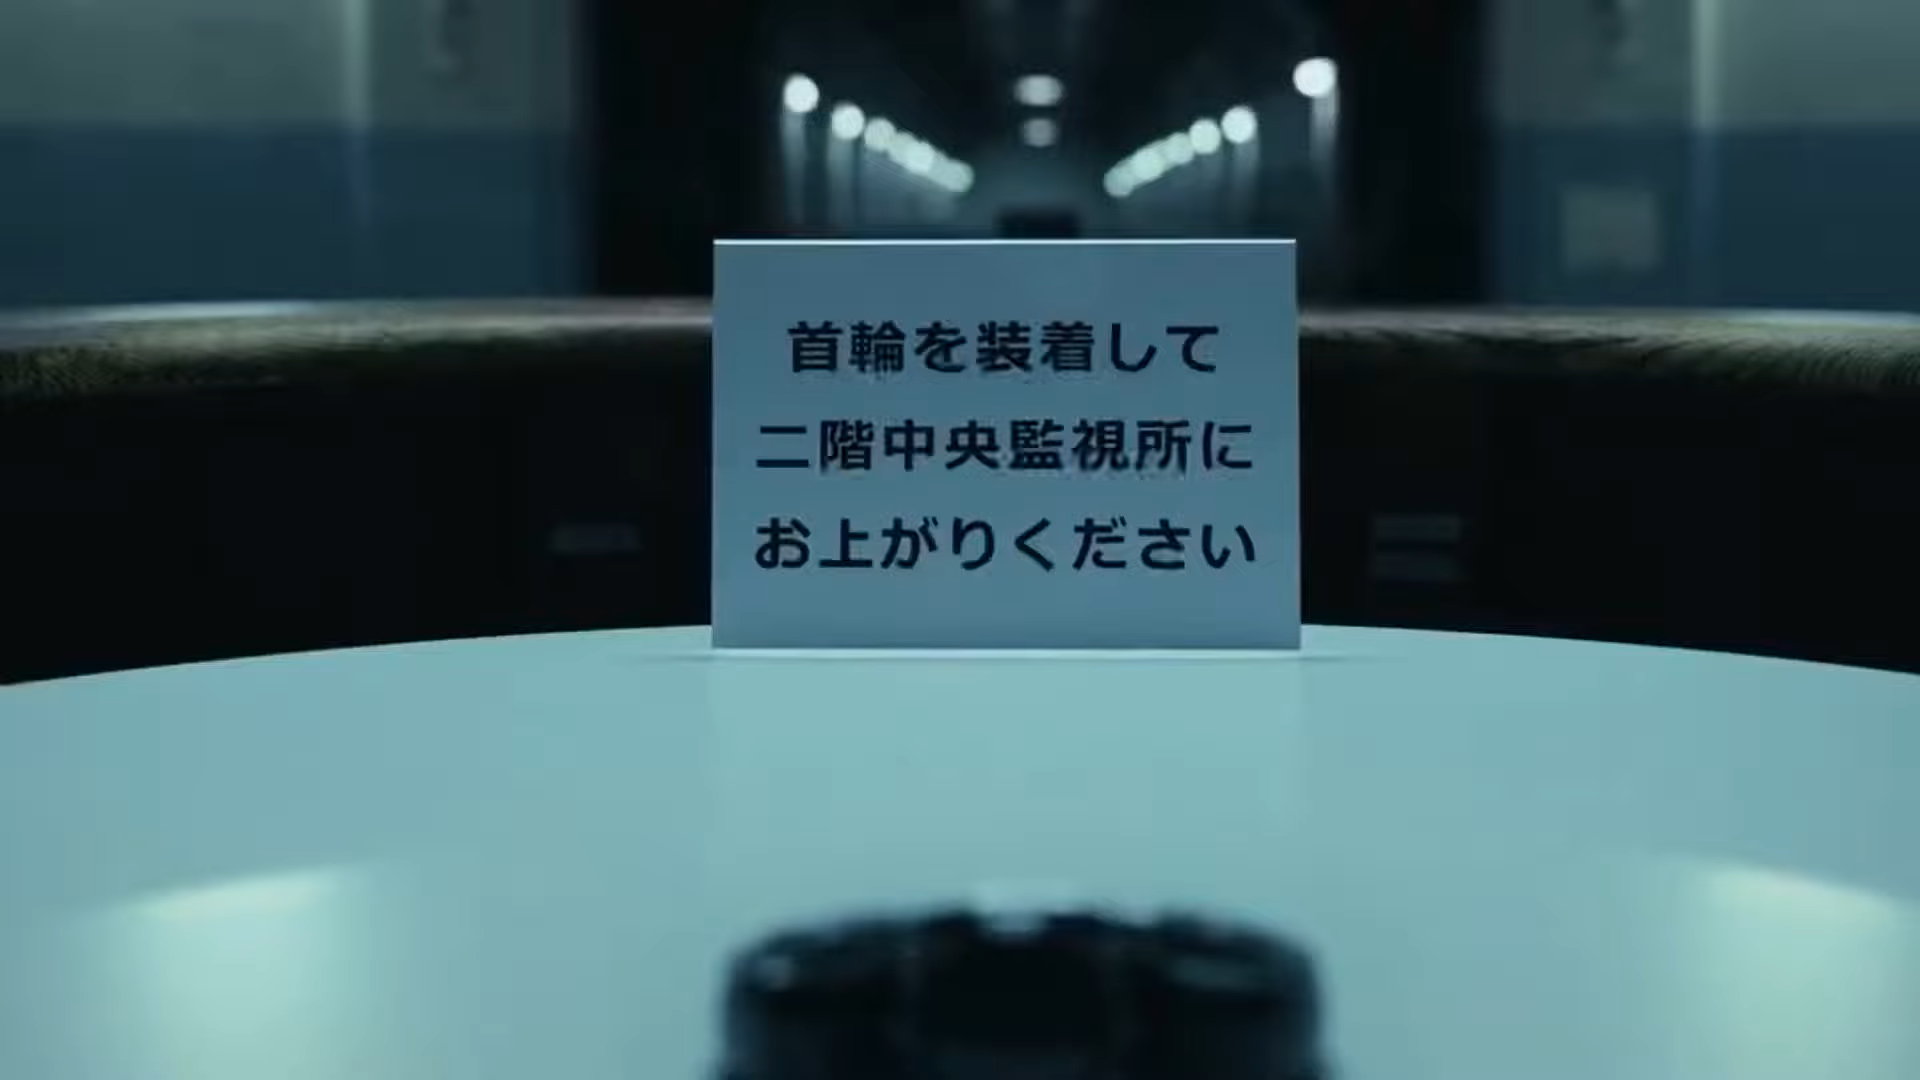 首輪を装着して
二階中央監視所に
お上がりください